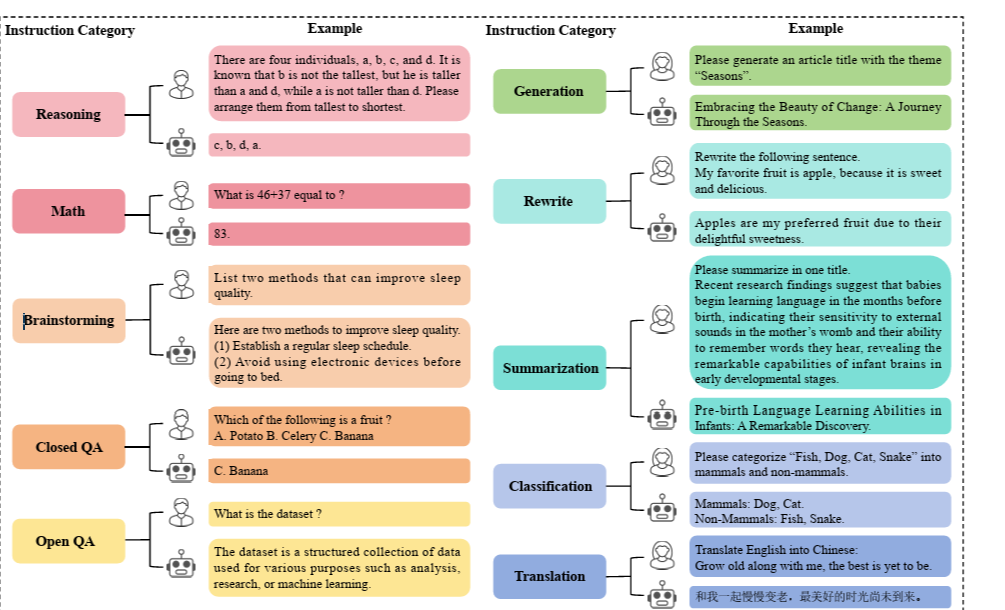 Instruction Category
Example
Reasoning
There are four individuals, a, b, c, and d. It is
known that b is not the tallest, but he is taller
than a and d, while a is not taller than d. Please
arrange them from tallest to shortest.
c, b, d, a.
Math
What is 46+37 equal to ?
83.
Brainstorming
List two methods that can improve sleep
quality.
Here are two methods to improve sleep quality.
(1) Establish a regular sleep schedule.
(2) Avoid using electronic devices before
going to bed.
Closed QA
Which of the following is a fruit ?
A. Potato B. Celery C. Banana
C. Banana
Open QA
What is the dataset ?
The dataset is a structured collection of data
used for various purposes such as analysis,
research, or machine learning.
Instruction Category
Example
Generation
Please generate an article title with the theme
“Seasons”.
Embracing the Beauty of Change: A Journey
Through the Seasons.
Rewrite
Rewrite the following sentence.
My favorite fruit is apple, because it is sweet
and delicious.
Apples are my preferred fruit due to their
delightful sweetness.
Summarization
Please summarize in one title.
Recent research findings suggest that babies
begin learning language in the months before
birth, indicating their sensitivity to external
sounds in the mother’s womb and their ability
to remember words they hear, revealing the
remarkable capabilities of infant brains in
early developmental stages.
Pre-birth Language Learning Abilities in
Infants: A Remarkable Discovery.
Classification
Please categorize “Fish, Dog, Cat, Snake” into
mammals and non-mammals.
Mammals: Dog, Cat.
Non-Mammals: Fish, Snake.
Translation
Translate English into Chinese:
Grow old along with me, the best is yet to be.
和我一起慢慢变老，最美好的时光尚未到来。